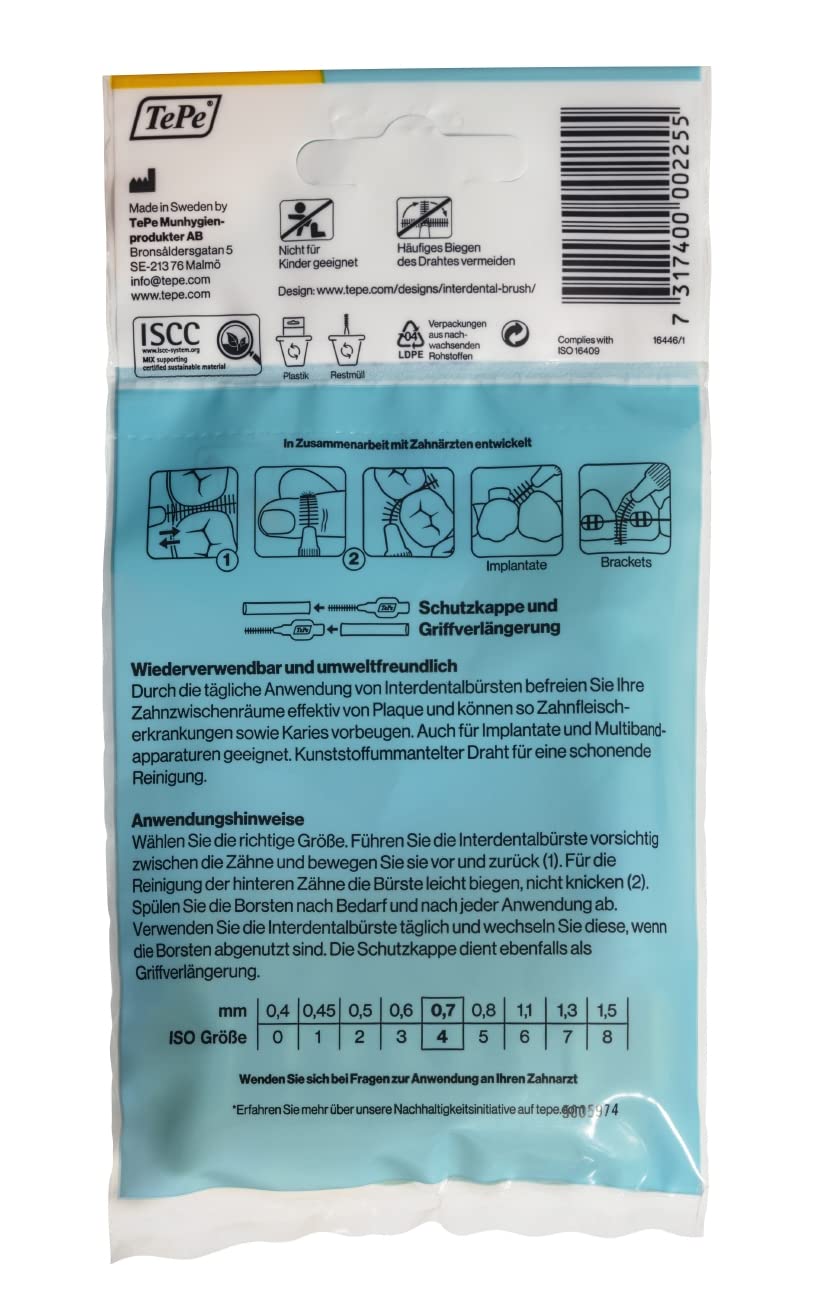 TePe®
Made in Sweden by
TePe Munhygien-
produkter AB
Bronsåldersgatan 5
SE-213 76 Malmö
info@tepe.com
www.tepe.com
Nicht für
Kinder geeignet
Häufiges Biegen
des Drahtes vermeiden
Design: www.tepe.com/designs/interdental-brush/
7 317400 002255
ISCC
www.iscc-system.org
MIX supporting
certified sustainable material
Plastik
Restmüll
04
LDPE
Verpackungen
aus nach-
wachsenden
Rohstoffen
Complies with
ISO 16409
16446/1
In Zusammenarbeit mit Zahnärzten entwickelt
1
2
Implantate
Brackets
TePe
TePe
Schutzkappe und
Griffverlängerung
Wiederverwendbar und umweltfreundlich
Durch die tägliche Anwendung von Interdentalbürsten befreien Sie Ihre
Zahnzwischenräume effektiv von Plaque und können so Zahnfleisch-
erkrankungen sowie Karies vorbeugen. Auch für Implantate und Multiband-
apparaturen geeignet. Kunststoffummantelter Draht für eine schonende
Reinigung.
Anwendungshinweise
Wählen Sie die richtige Größe. Führen Sie die Interdentalbürste vorsichtig
zwischen die Zähne und bewegen Sie sie vor und zurück (1). Für die
Reinigung der hinteren Zähne die Bürste leicht biegen, nicht knicken (2).
Spülen Sie die Borsten nach Bedarf und nach jeder Anwendung ab.
Verwenden Sie die Interdentalbürste täglich und wechseln Sie diese, wenn
die Borsten abgenutzt sind. Die Schutzkappe dient ebenfalls als
Griffverlängerung.
mm 0,4 0,45 0,5 0,6 0,7 0,8 1,1 1,3 1,5
ISO Größe 0 1 2 3 4 5 6 7 8
Wenden Sie sich bei Fragen zur Anwendung an Ihren Zahnarzt
*Erfahren Sie mehr über unsere Nachhaltigkeitsinitiative auf